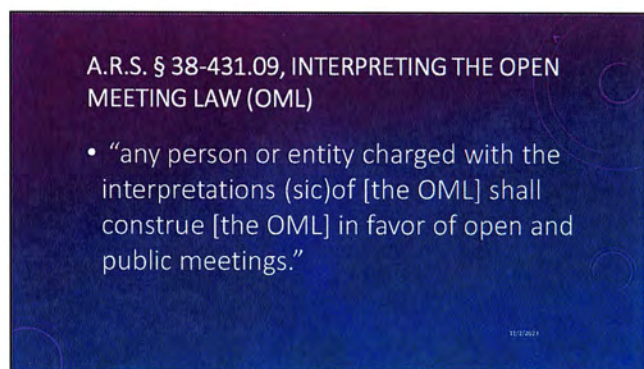 A.R.S. § 38-431.09, INTERPRETING THE OPEN
MEETING LAW (OML)
• “any person or entity charged with the
interpretations (sic)of [the OML] shall
construe [the OML] in favor of open and
public meetings.”